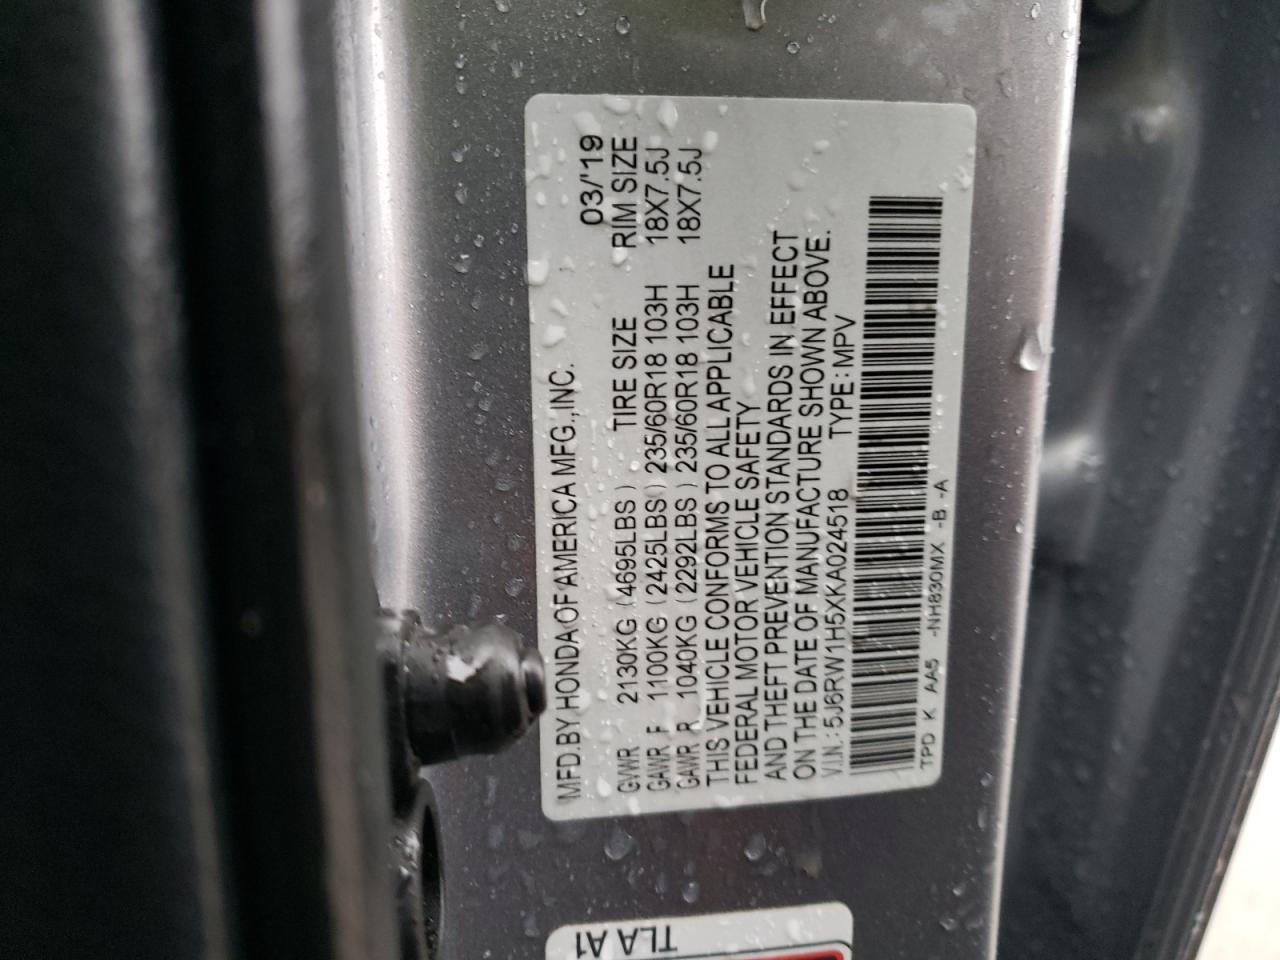 MFD.BY HONDA OF AMERICA MFG.,INC. 03/'19
GVWR 2130KG (4695LBS) TIRE SIZE RIM SIZE
GAWR F 1100KG (2425LBS) 235/60R18 103H 18X7.5J
GAWR R 1040KG (2292LBS) 235/60R18 103H 18X7.5J
THIS VEHICLE CONFORMS TO ALL APPLICABLE
FEDERAL MOTOR VEHICLE SAFETY
AND THEFT PREVENTION STANDARDS IN EFFECT
ON THE DATE OF MANUFACTURE SHOWN ABOVE.
V.I.N.: 5J6RW1H5XKA024518 TYPE: MPV
TPD K AA5 -NH830MX -B -A
TLA A1